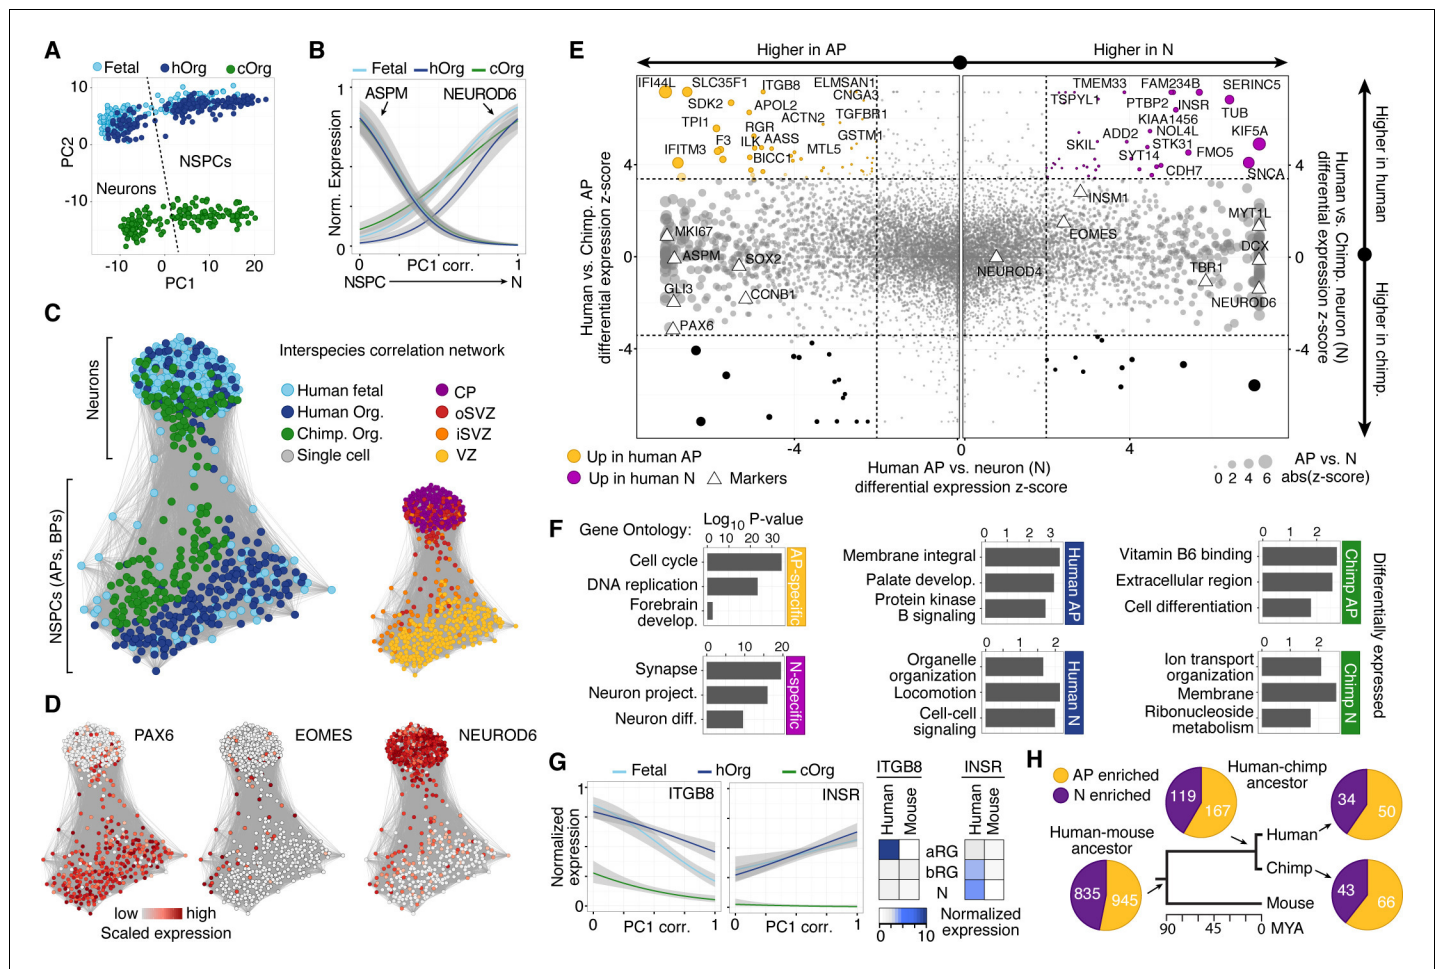 A
Fetal hOrg cOrg
10
0
-10
PC2
NSPCs
Neurons
-10 0 10 20
PC1
B
Fetal hOrg cOrg
1
0
Norm. Expression
ASPM
NEUROD6
0 PC1 corr. 1
NSPC N
C
Neurons
NSPCs (APs, BPs)
Interspecies correlation network
Human fetal
Human Org.
Chimp. Org.
Single cell
CP
oSVZ
iSVZ
VZ
D
PAX6
EOMES
NEUROD6
low high
Scaled expression
E
Higher in AP
Higher in N
Human vs. Chimp. AP
differential expression z-score
4
0
-4
IFI44L
SLC35F1
ITGB8
ELMSAN1
SDK2
APOL2
CNGA3
ACTN2
TGFBR1
TPI1
RGR
F3
ILK
AASS
GSTM1
IFITM3
BICC1
MTL5
MKI67
ASPM
SOX2
GLI3
CCNB1
PAX6
TMEM33
FAM234B
SERINC5
TSPYL1
PTBP2
INSR
TUB
KIAA1456
ADD2
NOL4L
KIF5A
SKIL
STK31
SYT14
FMO5
CDH7
SNCA
INSM1
EOMES
MYT1L
DCX
NEUROD4
TBR1
NEUROD6
4
0
-4
Human vs. Chimp. neuron (N)
differential expression z-score
Higher in human
Higher in chimp.
-4 0 4
Human AP vs. neuron (N)
differential expression z-score
Up in human AP
Up in human N
Markers
0 2 4 6
AP vs. N
abs(z-score)
F
Gene Ontology:
Log10 P-value
0 10 20 30
Cell cycle
DNA replication
Forebrain
develop.
AP-specific
0 10 20
Synapse
Neuron project.
Neuron diff.
N-specific
0 1 2 3
Membrane integral
Palate develop.
Protein kinase
B signaling
Human AP
0 1 2
Organelle
organization
Locomotion
Cell-cell
signaling
Human N
0 1 2
Vitamin B6 binding
Extracellular region
Cell differentiation
Chimp AP
0 1 2
Ion transport
organization
Membrane
Ribonucleoside
metabolism
Chimp N
Differentially expressed
G
Fetal hOrg cOrg
Normalized
expression
1
0
ITGB8
INSR
0 PC1 corr. 1
0 PC1 corr. 1
ITGB8 INSR
Human Mouse Human Mouse
aRG
bRG
N
0 10
Normalized
expression
H
AP enriched
N enriched
Human-chimp
ancestor
119
167
34
50
Human-mouse
ancestor
835
945
Human
Chimp
Mouse
43
66
90 45 0 MYA